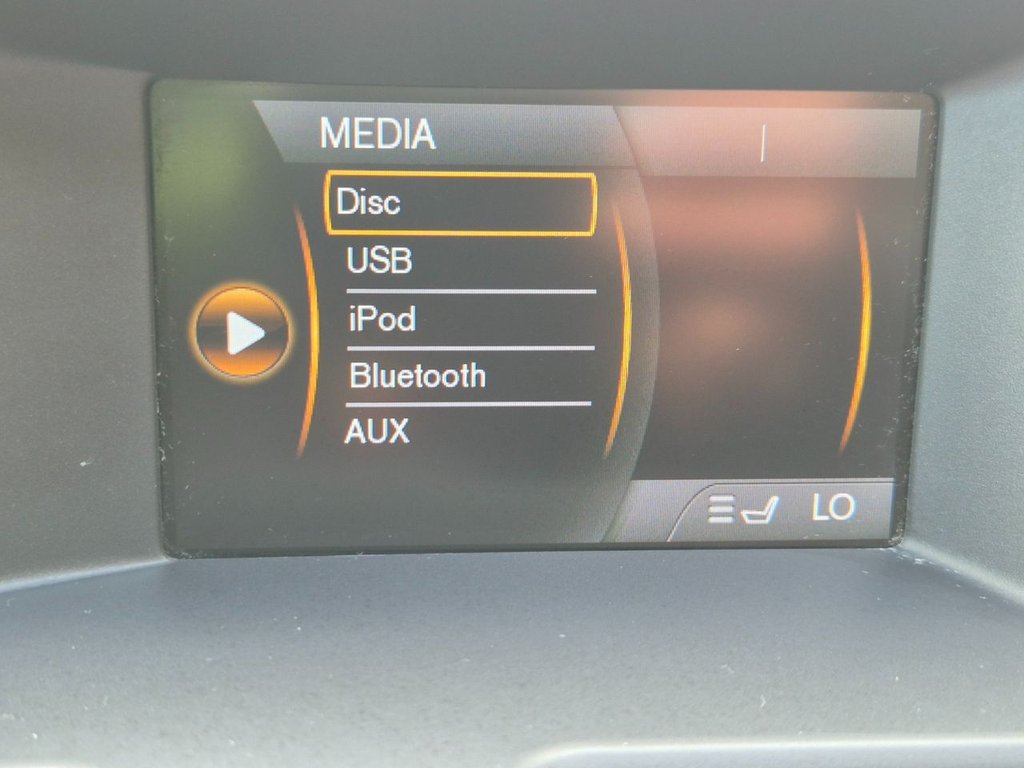 MEDIA
Disc
USB
iPod
Bluetooth
AUX
LO